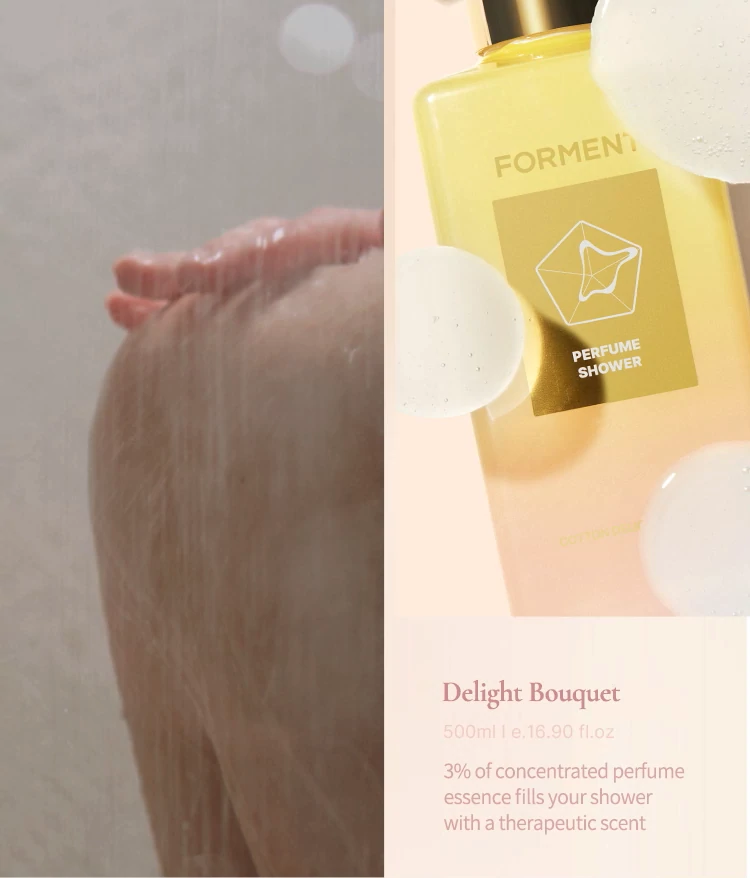 FORMENT
PERFUME
SHOWER
COTTON
Delight Bouquet
500ml I e.16.90 fl.oz
3% of concentrated perfume
essence fills your shower
with a therapeutic scent